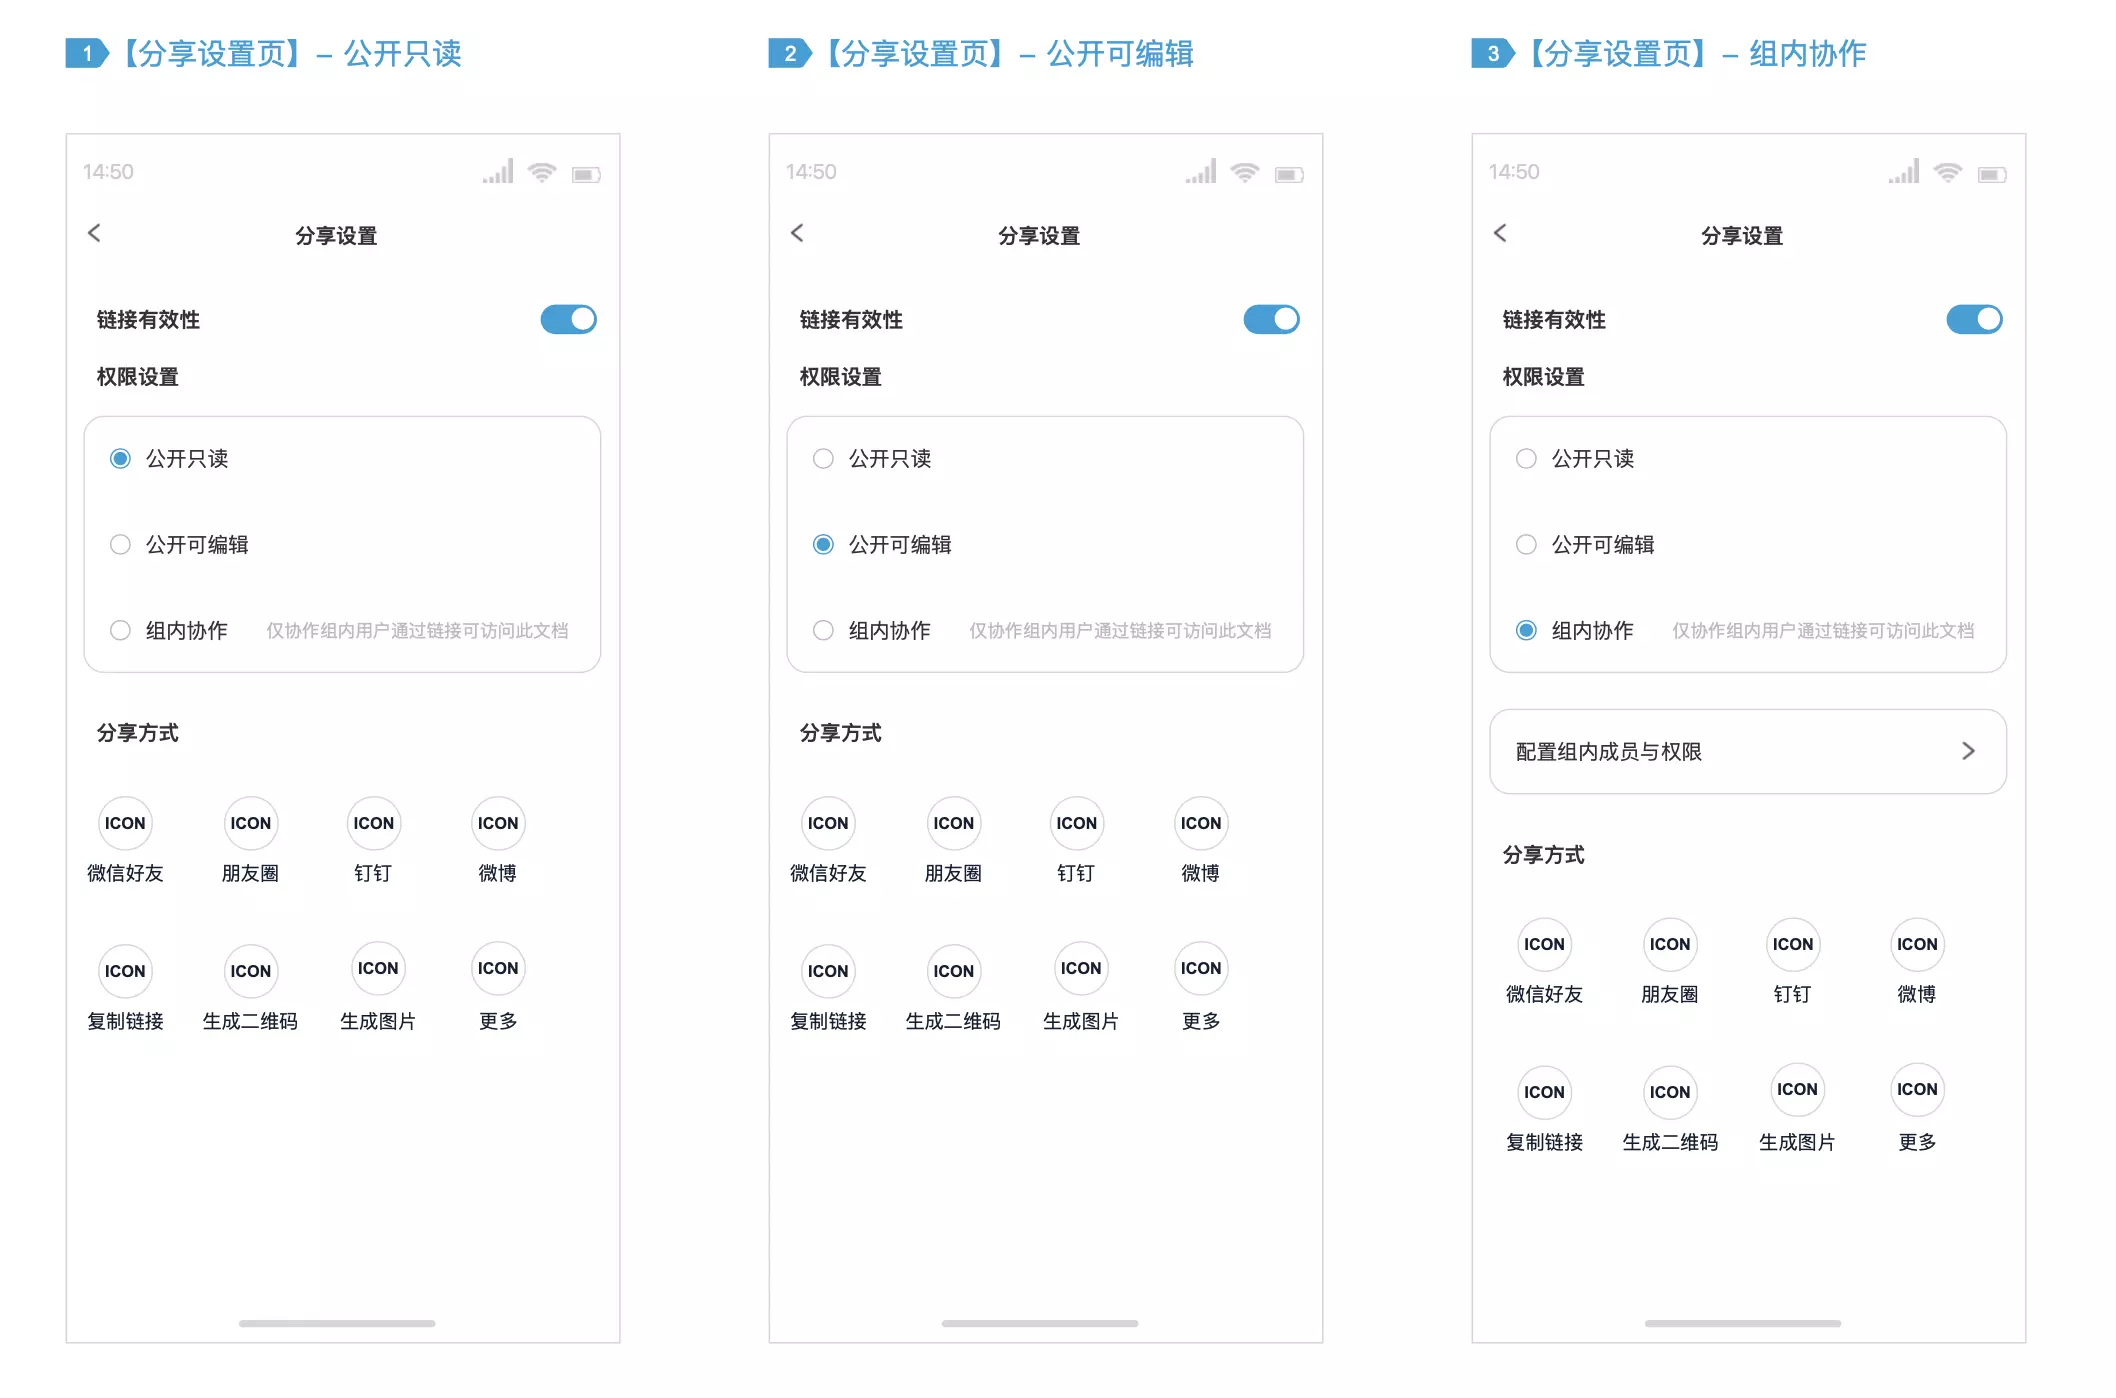 1 【分享设置页】– 公开只读
14:50
分享设置
链接有效性
权限设置
公开只读
公开可编辑
组内协作 仅协作组内用户通过链接可访问此文档
分享方式
ICON ICON ICON ICON
微信好友 朋友圈 钉钉 微博
ICON ICON ICON ICON
复制链接 生成二维码 生成图片 更多
2 【分享设置页】– 公开可编辑
14:50
分享设置
链接有效性
权限设置
公开只读
公开可编辑
组内协作 仅协作组内用户通过链接可访问此文档
分享方式
ICON ICON ICON ICON
微信好友 朋友圈 钉钉 微博
ICON ICON ICON ICON
复制链接 生成二维码 生成图片 更多
3 【分享设置页】– 组内协作
14:50
分享设置
链接有效性
权限设置
公开只读
公开可编辑
组内协作 仅协作组内用户通过链接可访问此文档
配置组内成员与权限
分享方式
ICON ICON ICON ICON
微信好友 朋友圈 钉钉 微博
ICON ICON ICON ICON
复制链接 生成二维码 生成图片 更多